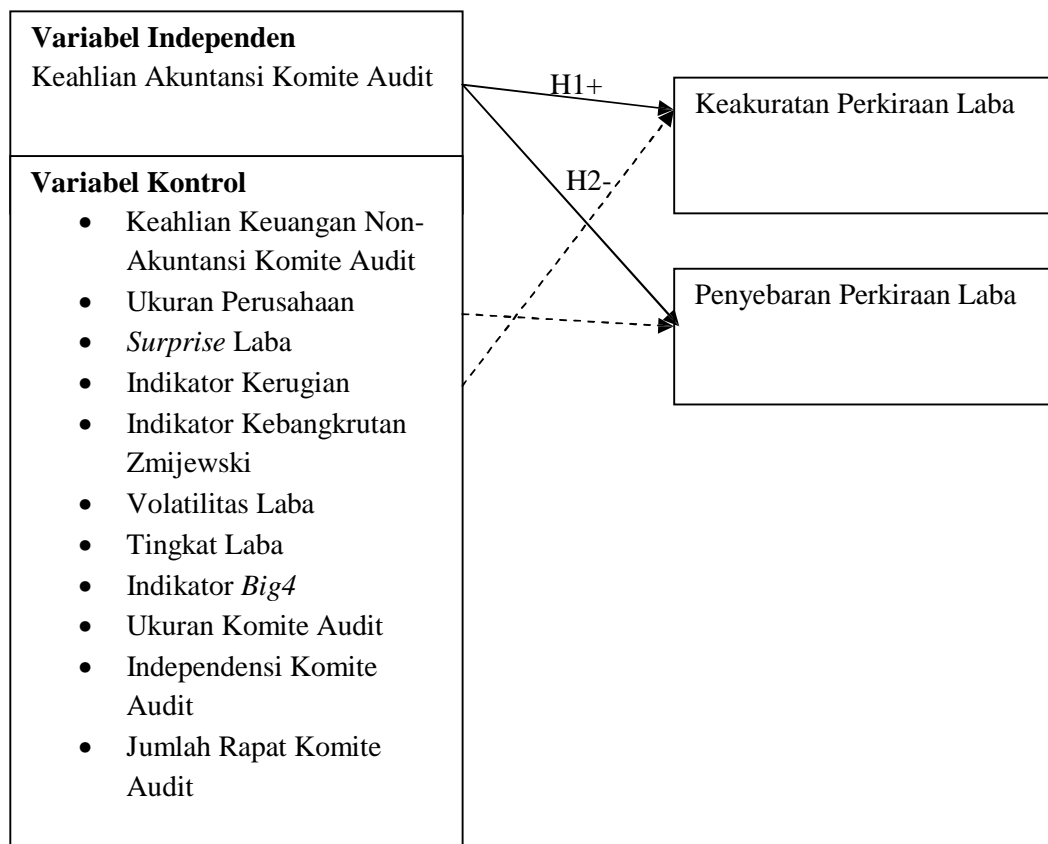 Variabel Independen
Keahlian Akuntansi Komite Audit
H1+
Keakuratan Perkiraan Laba
Variabel Kontrol
H2-
• Keahlian Keuangan Non-
Akuntansi Komite Audit
• Ukuran Perusahaan
Penyebaran Perkiraan Laba
• Surprise Laba
• Indikator Kerugian
• Indikator Kebangkrutan
Zmijewski
• Volatilitas Laba
• Tingkat Laba
• Indikator Big4
• Ukuran Komite Audit
• Independensi Komite
Audit
• Jumlah Rapat Komite
Audit